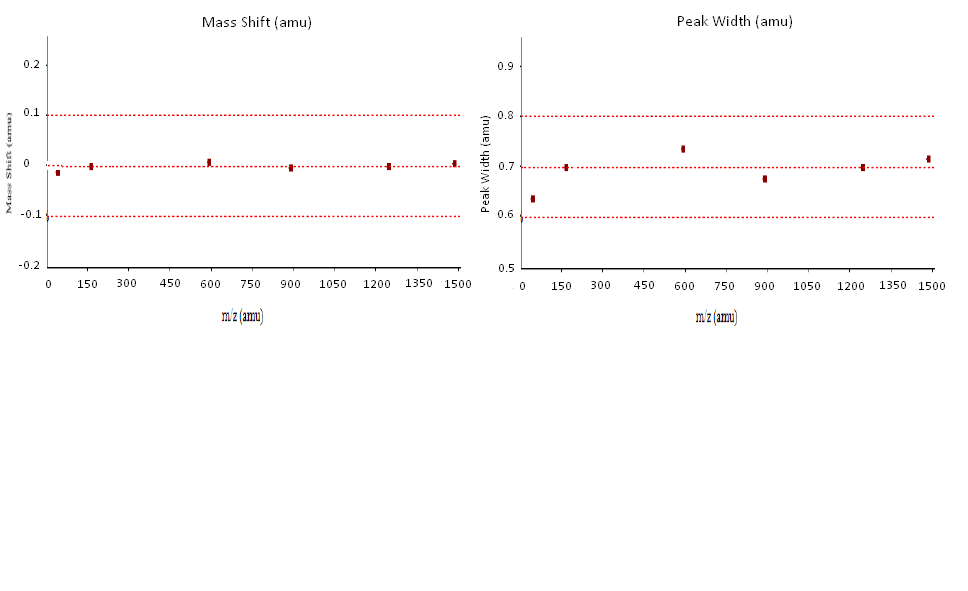 Mass Shift (amu)
Mass Shift (amu)
0.2
0.1
0
-0.1
-0.2
0 150 300 450 600 750 900 1050 1200 1350 1500
m/z (amu)
Peak Width (amu)
Peak Width (amu)
0.9
0.8
0.7
0.6
0.5
0 150 300 450 600 750 900 1050 1200 1350 1500
m/z (amu)